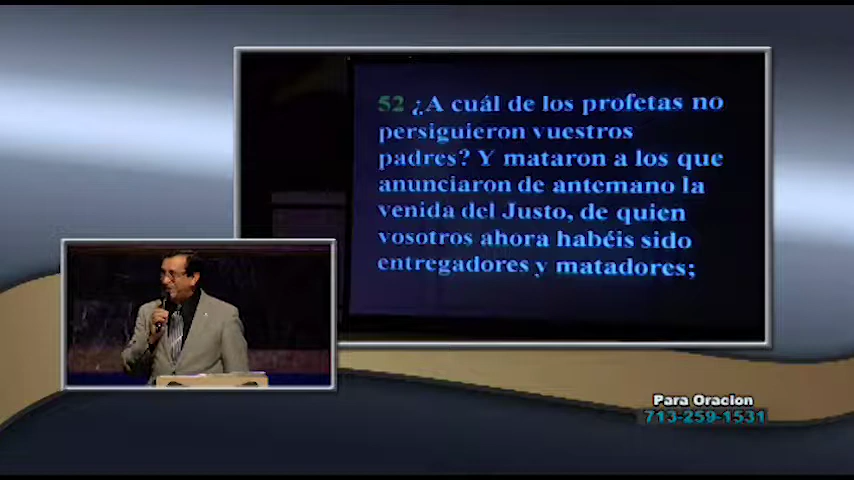 52 ¿A cuál de los profetas no
persiguieron vuestros
padres? Y mataron a los que
anunciaron de antemano la
venida del Justo, de quien
vosotros ahora habéis sido
entregadores y matadores;
Para Oracion
713-259-1531